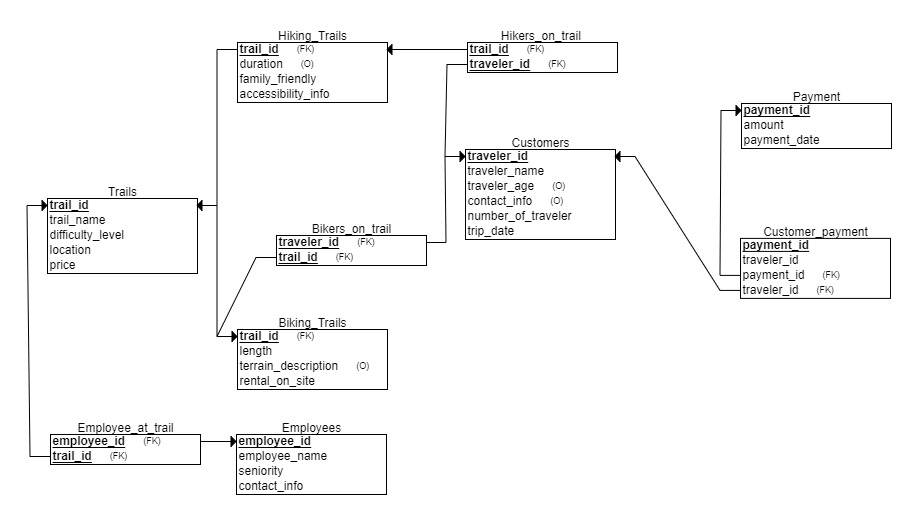 Hiking_Trails
trail_id (FK)
duration (O)
family_friendly
accessibility_info
Hikers_on_trail
trail_id (FK)
traveler_id (FK)
Payment
payment_id
amount
payment_date
Customers
traveler_id
traveler_name
traveler_age (O)
contact_info (O)
number_of_traveler
trip_date
Trails
trail_id
trail_name
difficulty_level
location
price
Bikers_on_trail
traveler_id (FK)
trail_id (FK)
Customer_payment
payment_id
traveler_id
payment_id (FK)
traveler_id (FK)
Biking_Trails
trail_id (FK)
length
terrain_description (O)
rental_on_site
Employee_at_trail
employee_id (FK)
trail_id (FK)
Employees
employee_id
employee_name
seniority
contact_info